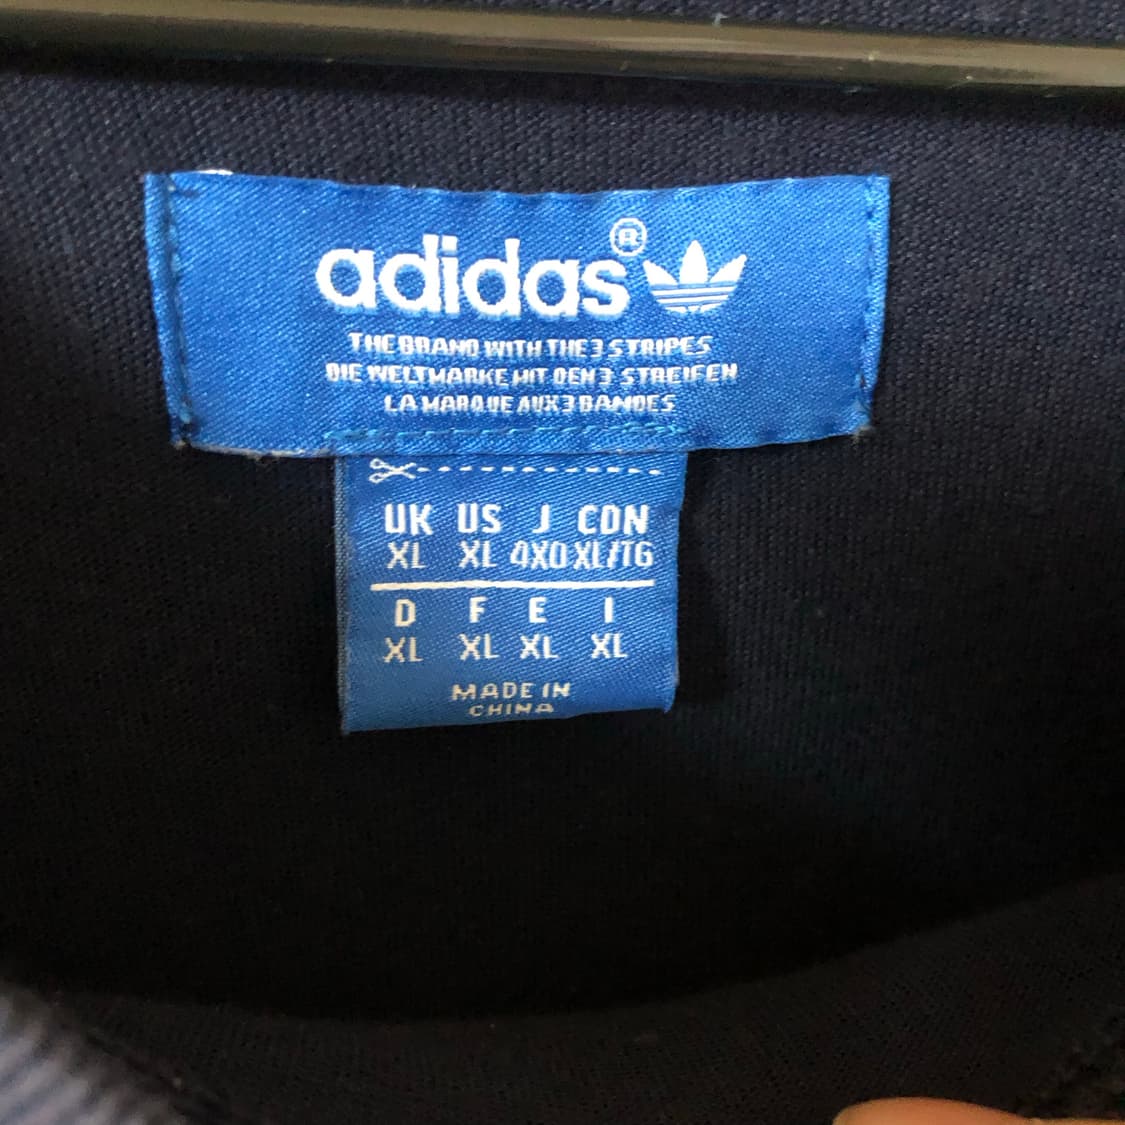 adidas®
THE BRAND WITH THE 3 STRIPES
DIE WELTMARKE MIT DEN 3 STREIFEN
LA MARQUE AUX 3 BANDES
UK US J CDN
XL XL 4XO XL/TG
D F E I
XL XL XL XL
MADE IN
CHINA